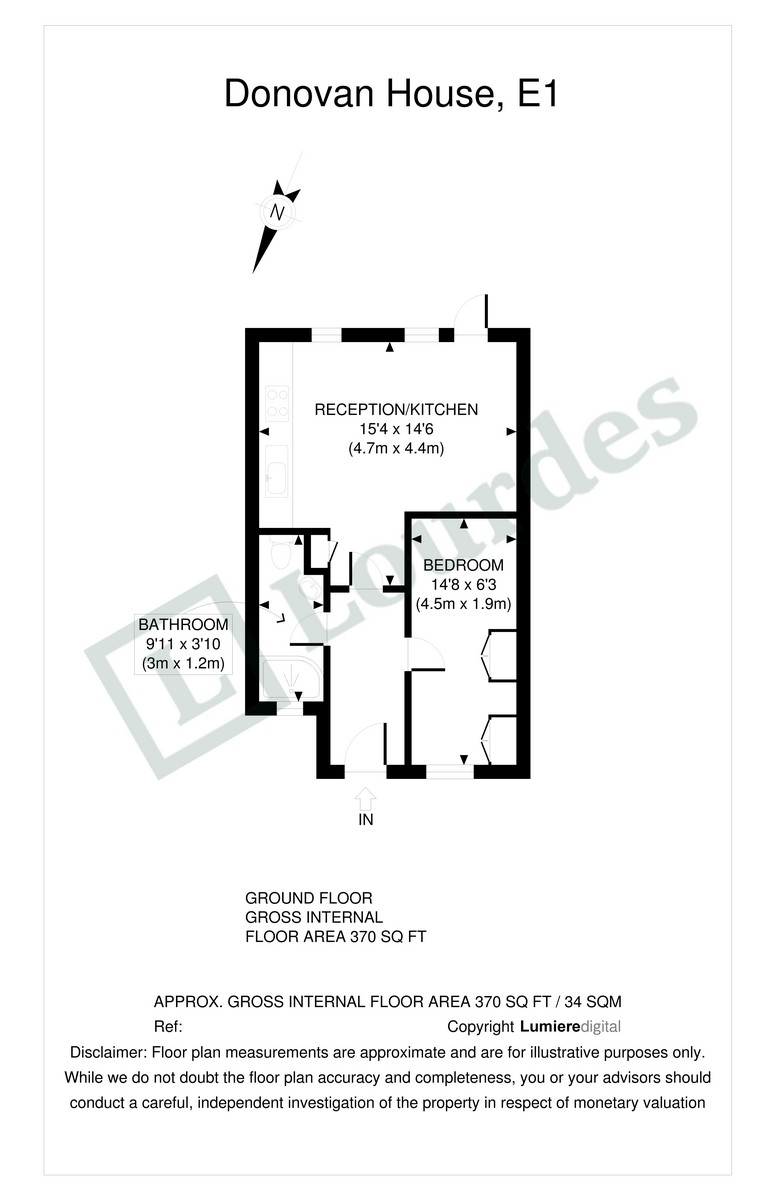 Donovan House, E1
N
RECEPTION/KITCHEN
15'4 x 14'6
(4.7m x 4.4m)
BEDROOM
14'8 x 6'3
(4.5m x 1.9m)
BATHROOM
9'11 x 3'10
(3m x 1.2m)
L Lourdes
IN
GROUND FLOOR
GROSS INTERNAL
FLOOR AREA 370 SQ FT
APPROX. GROSS INTERNAL FLOOR AREA 370 SQ FT / 34 SQM
Ref: Copyright Lumieredigital
Disclaimer: Floor plan measurements are approximate and are for illustrative purposes only.
While we do not doubt the floor plan accuracy and completeness, you or your advisors should
conduct a careful, independent investigation of the property in respect of monetary valuation